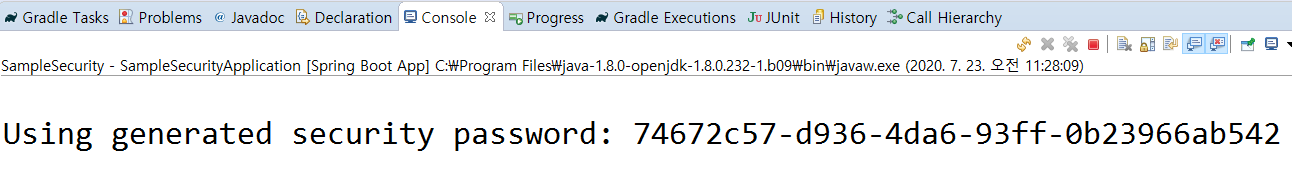 Gradle Tasks Problems Javadoc Declaration Console Progress Gradle Executions JUnit History Call Hierarchy
SampleSecurity - SampleSecurityApplication [Spring Boot App] C:₩Program Files₩java-1.8.0-openjdk-1.8.0.232-1.b09₩bin₩javaw.exe (2020. 7. 23. 오전 11:28:09)
Using generated security password: 74672c57-d936-4da6-93ff-0b23966ab542